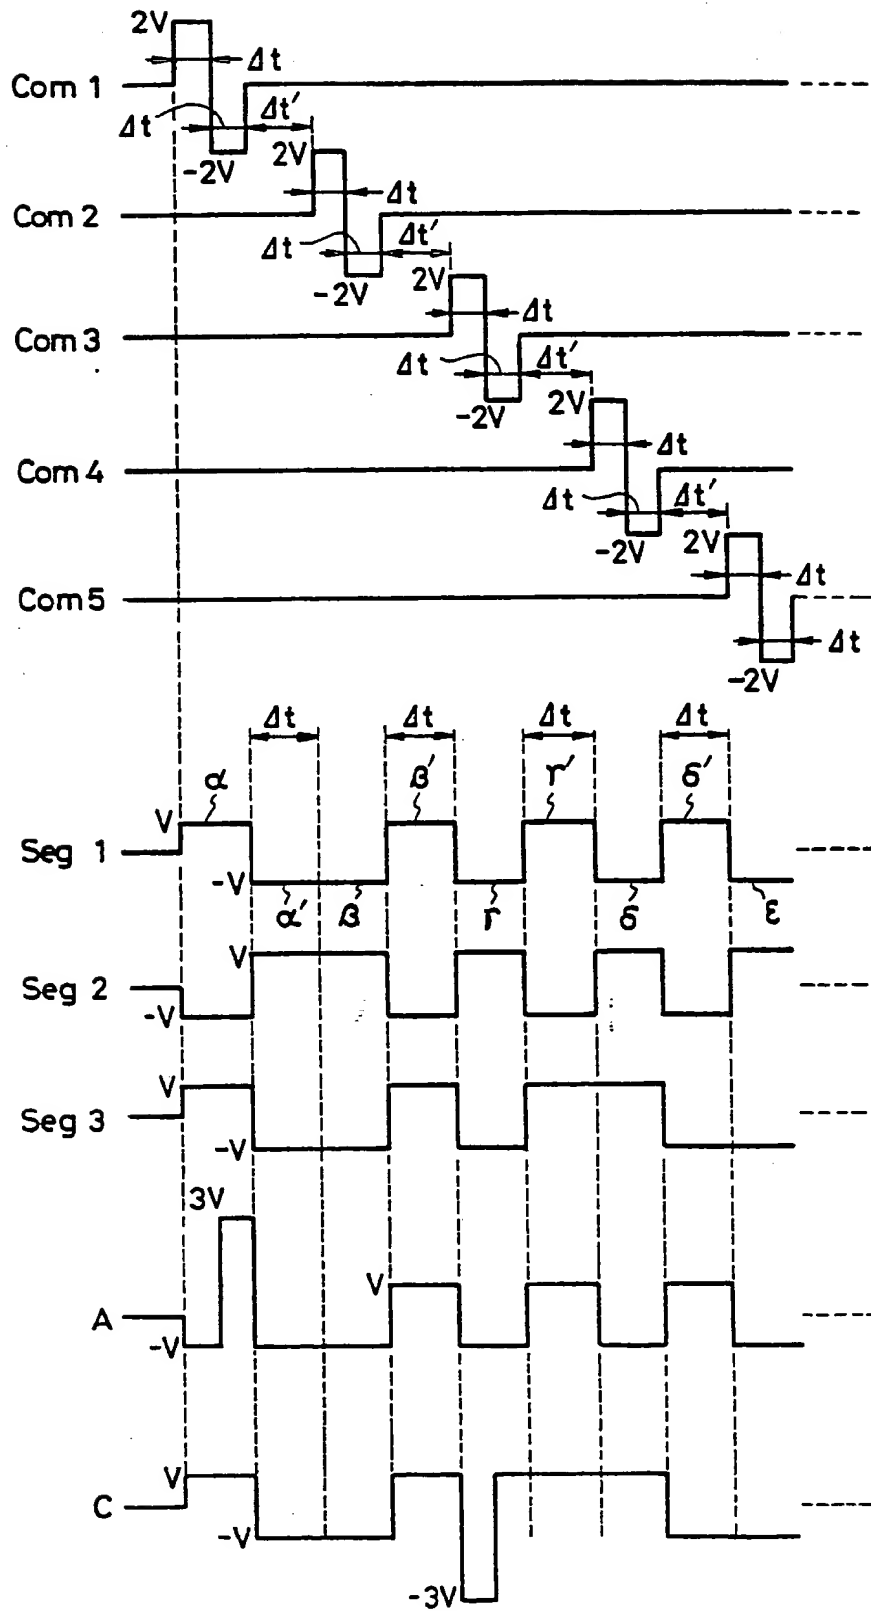 2V
Δt
Com 1
Δt
Δt'
-2V
2V
Δt
Com 2
Δt
Δt'
-2V
2V
Δt
Com 3
Δt
Δt'
-2V
2V
Δt
Com 4
Δt
Δt'
-2V
2V
Δt
Com 5
Δt
-2V
Δt Δt Δt Δt
α β' γ' δ'
V
Seg 1
-V
α' β γ δ ε
V
Seg 2
-V
V
Seg 3
-V
3V
V
A
-V
V
C
-V
-3V